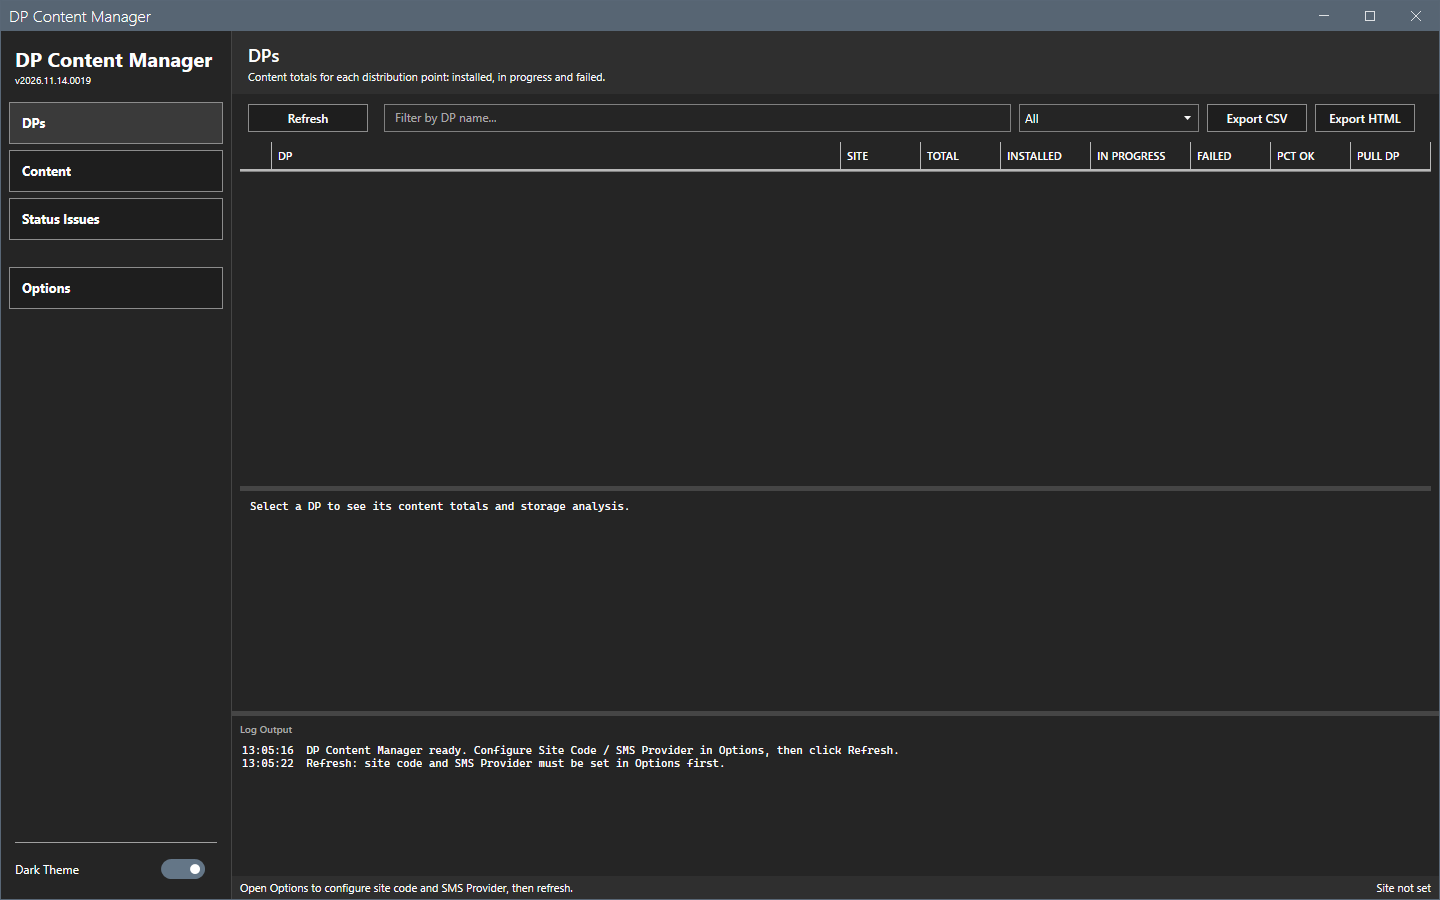 DP Content Manager
DP Content Manager
v2026.11.14.0019
DPs
Content
Status Issues
Options
Dark Theme
DPs
Content totals for each distribution point: installed, in progress and failed.
Refresh
Filter by DP name...
All
Export CSV
Export HTML
DP
SITE
TOTAL
INSTALLED
IN PROGRESS
FAILED
PCT OK
PULL DP
Select a DP to see its content totals and storage analysis.
Log Output
13:05:16  DP Content Manager ready. Configure Site Code / SMS Provider in Options, then click Refresh.
13:05:22  Refresh: site code and SMS Provider must be set in Options first.
Open Options to configure site code and SMS Provider, then refresh.
Site not set